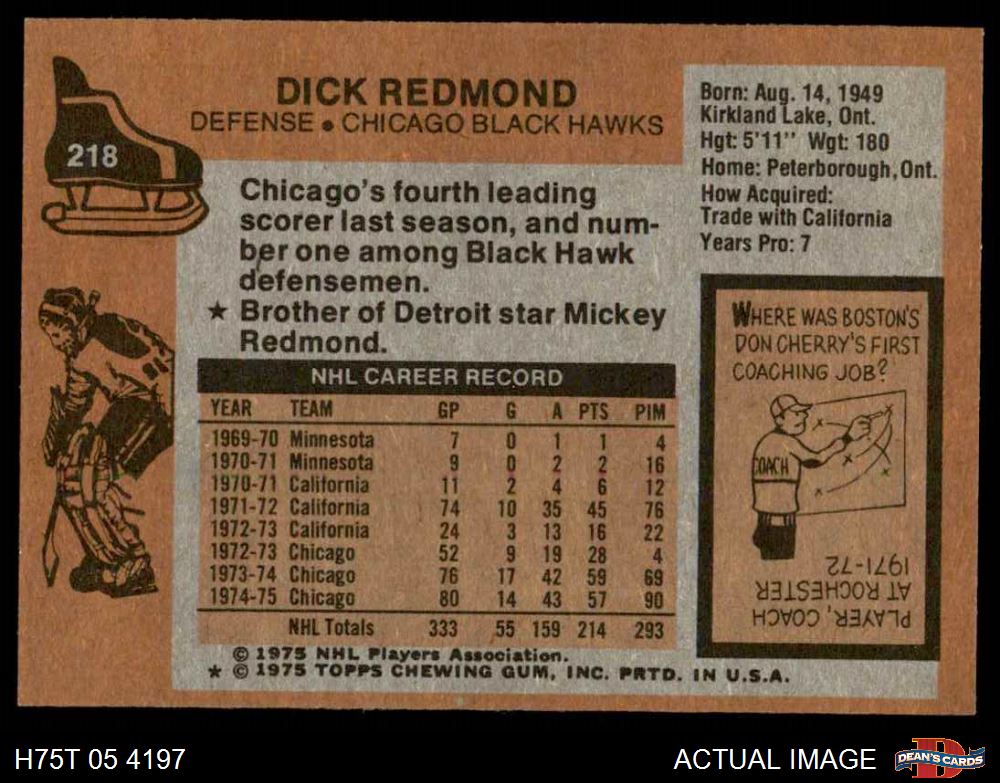 218
DICK REDMOND
DEFENSE • CHICAGO BLACK HAWKS
Chicago's fourth leading
scorer last season, and num-
ber one among Black Hawk
defensemen.
★ Brother of Detroit star Mickey
Redmond.
NHL CAREER RECORD
YEAR TEAM GP G A PTS PIM
1969-70 Minnesota 7 0 1 1 4
1970-71 Minnesota 9 0 2 2 16
1970-71 California 11 2 4 6 12
1971-72 California 74 10 35 45 76
1972-73 California 24 3 13 16 22
1972-73 Chicago 52 9 19 28 4
1973-74 Chicago 76 17 42 59 69
1974-75 Chicago 80 14 43 57 90
NHL Totals 333 55 159 214 293
© 1975 NHL Players Association.
★ © 1975 TOPPS CHEWING GUM, INC. PRTD. IN U.S.A.
Born: Aug. 14, 1949
Kirkland Lake, Ont.
Hgt: 5'11'' Wgt: 180
Home: Peterborough, Ont.
How Acquired:
Trade with California
Years Pro: 7
WHERE WAS BOSTON'S
DON CHERRY'S FIRST
COACHING JOB?
COACH
PLAYER, COACH
AT ROCHESTER
1971-72
H75T 05 4197
ACTUAL IMAGE
D
DEAN'S CARDS